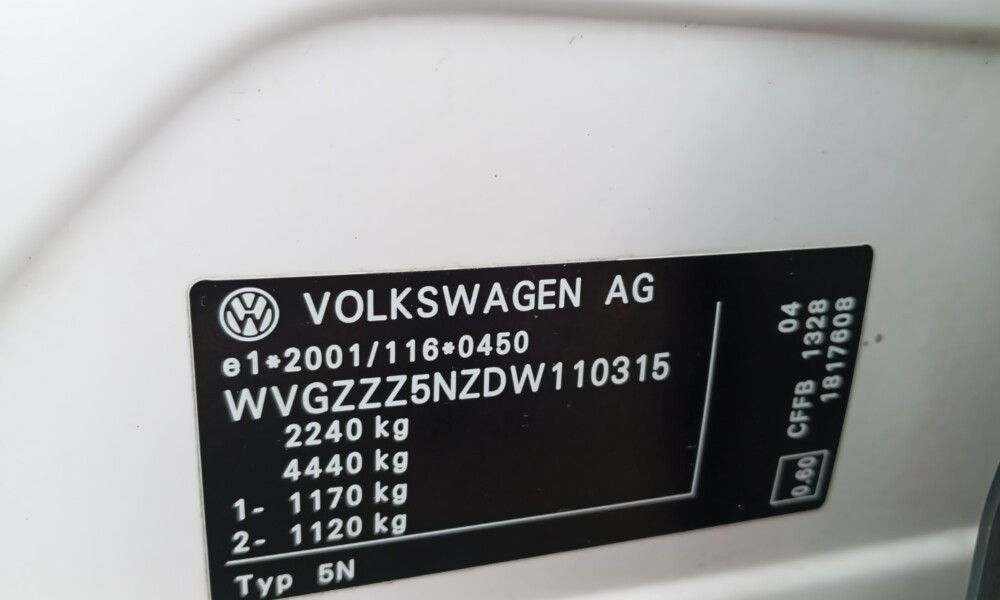 VOLKSWAGEN AG
e1*2001/116*0450
WVGZZZ5NZDW110315
2240 kg
4440 kg
1- 1170 kg
2- 1120 kg
Typ 5N
04
CFFB 1328
1817608
0.60